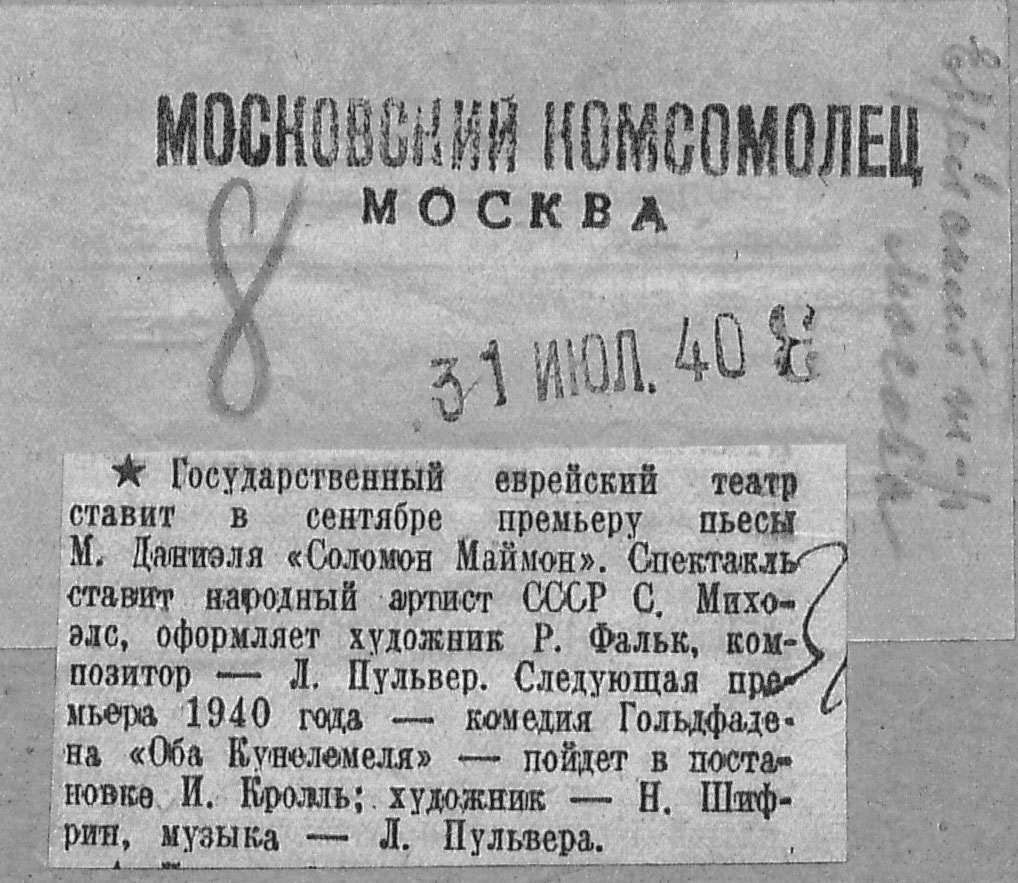 МОСКОВСКИЙ КОМСОМОЛЕЦ
МОСКВА
8
31 ИЮЛ. 40
★ Государственный еврейский театр
ставит в сентябре премьеру пьесы
М. Даниэля «Соломон Маймон». Спектакль
ставит народный артист СССР С. Михо-
элс, оформляет художник Р. Фальк, ком-
позитор — Л. Пульвер. Следующая пре-
мьера 1940 года — комедия Гольдфаде-
на «Оба Кунелемеля» — пойдет в поста-
новке И. Кролль; художник — Н. Шиф-
рин, музыка — Л. Пульвера.